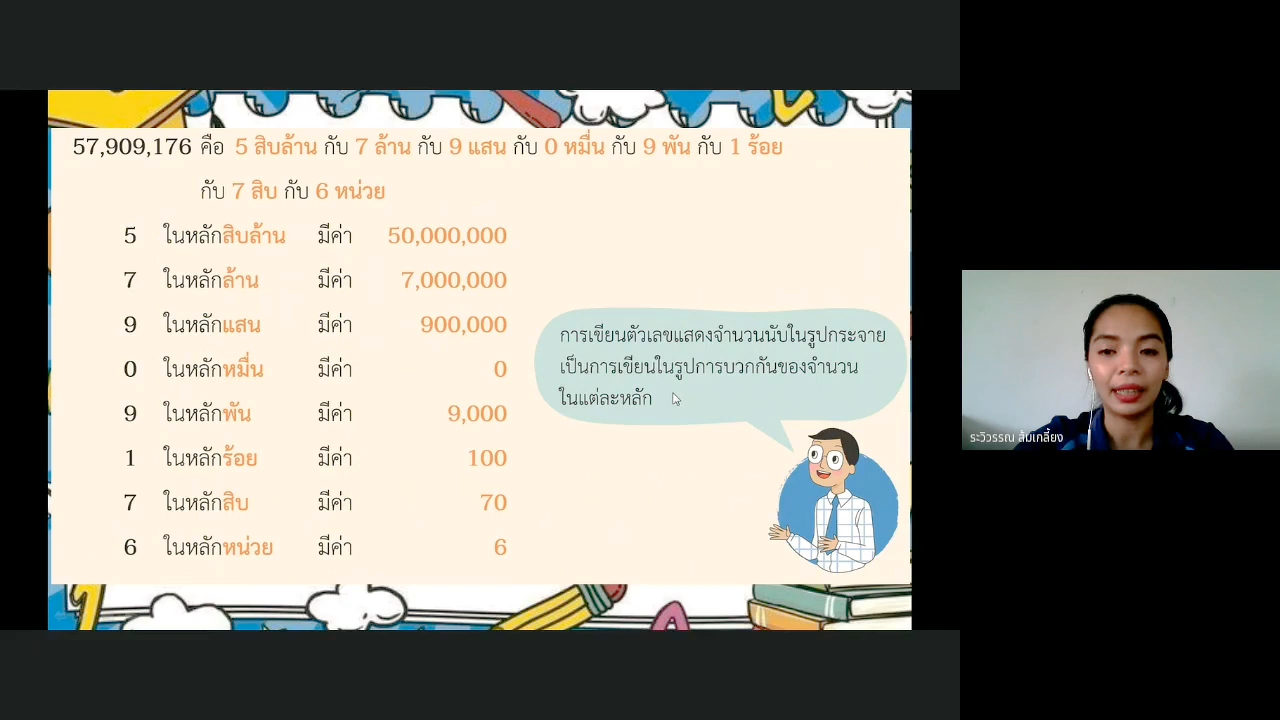 57,909,176 คือ 5 สิบล้าน กับ 7 ล้าน กับ 9 แสน กับ 0 หมื่น กับ 9 พัน กับ 1 ร้อย
กับ 7 สิบ กับ 6 หน่วย
5 ในหลักสิบล้าน มีค่า 50,000,000
7 ในหลักล้าน มีค่า 7,000,000
9 ในหลักแสน มีค่า 900,000
0 ในหลักหมื่น มีค่า 0
9 ในหลักพัน มีค่า 9,000
1 ในหลักร้อย มีค่า 100
7 ในหลักสิบ มีค่า 70
6 ในหลักหน่วย มีค่า 6
การเขียนตัวเลขแสดงจำนวนนับในรูปกระจาย
เป็นการเขียนในรูปการบวกกันของจำนวน
ในแต่ละหลัก
ระวิวรรณ ส้มเกลี้ยง